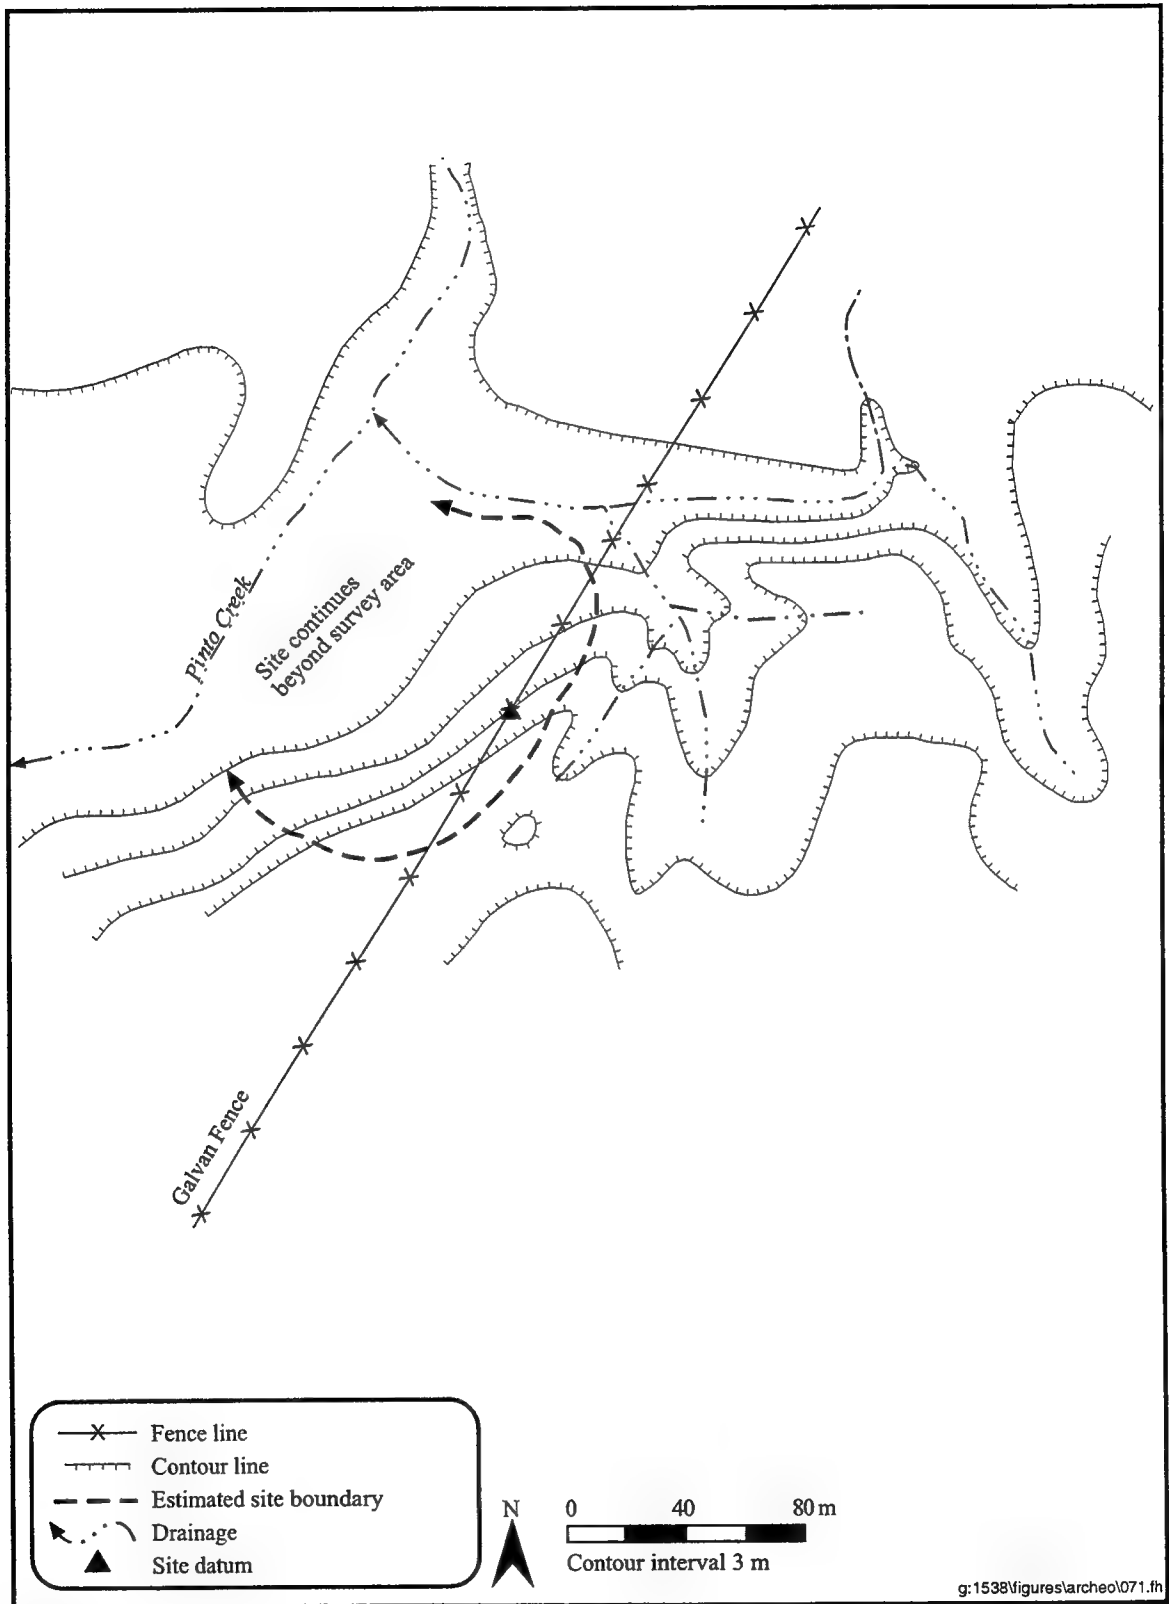 Pinto Creek
Site continues
beyond survey area
Galvan Fence
Fence line
Contour line
Estimated site boundary
Drainage
Site datum
N
0 40 80 m
Contour interval 3 m
g:1538\figures\archeo\071.fh